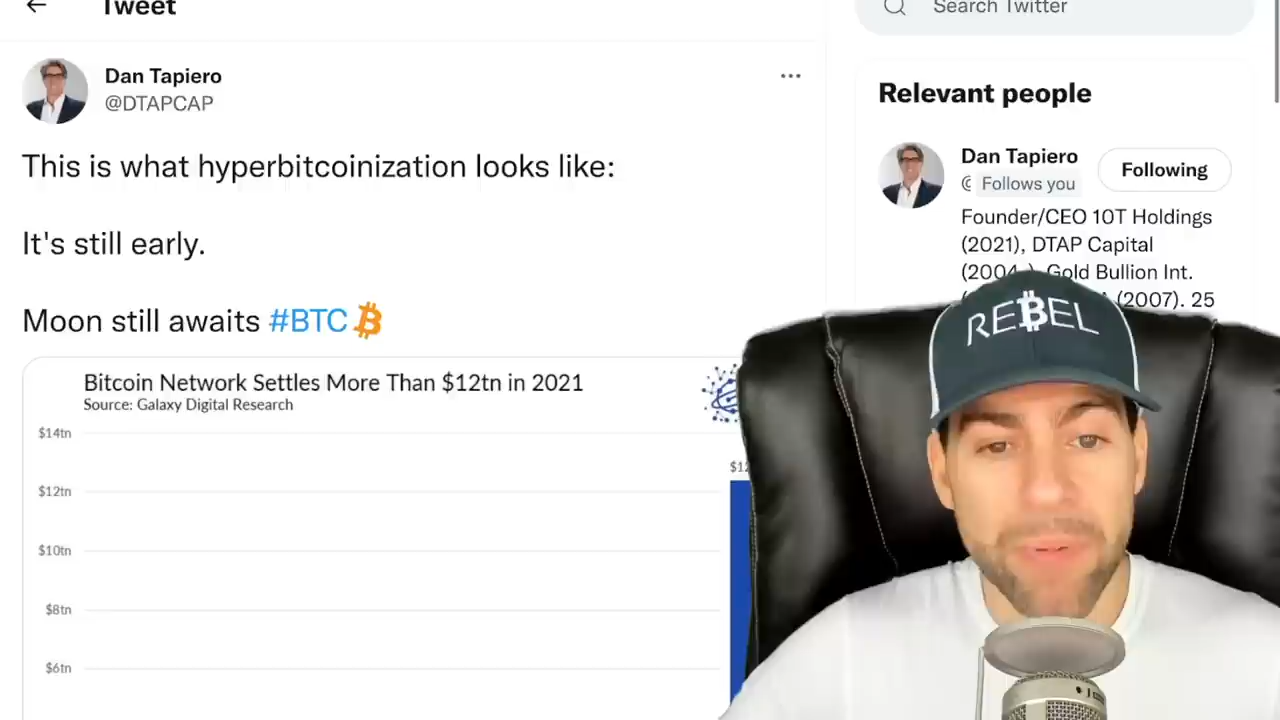 Tweet
Search Twitter
Dan Tapiero
@DTAPCAP
This is what hyperbitcoinization looks like:
It's still early.
Moon still awaits #BTC
Bitcoin Network Settles More Than $12tn in 2021
Source: Galaxy Digital Research
$14tn
$12tn
$10tn
$8tn
$6tn
Relevant people
Dan Tapiero
Following
Follows you
Founder/CEO 10T Holdings
(2021), DTAP Capital
Gold Bullion Int.
(2007). 25
REBEL